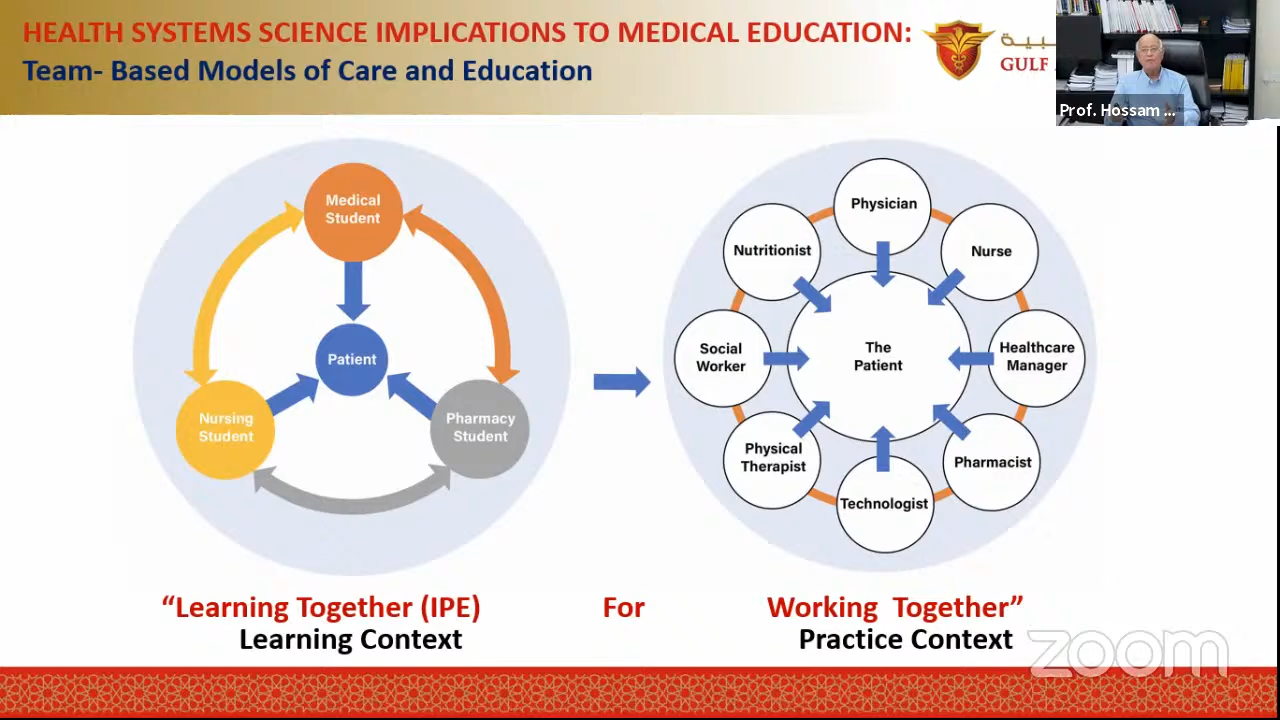 HEALTH SYSTEMS SCIENCE IMPLICATIONS TO MEDICAL EDUCATION:
Team- Based Models of Care and Education
GULF
Prof. Hossam ...
Medical
Student
Patient
Nursing
Student
Pharmacy
Student
Physician
Nutritionist
Nurse
Social
Worker
The
Patient
Healthcare
Manager
Physical
Therapist
Pharmacist
Technologist
“Learning Together (IPE) For Working Together”
Learning Context Practice Context
zoom